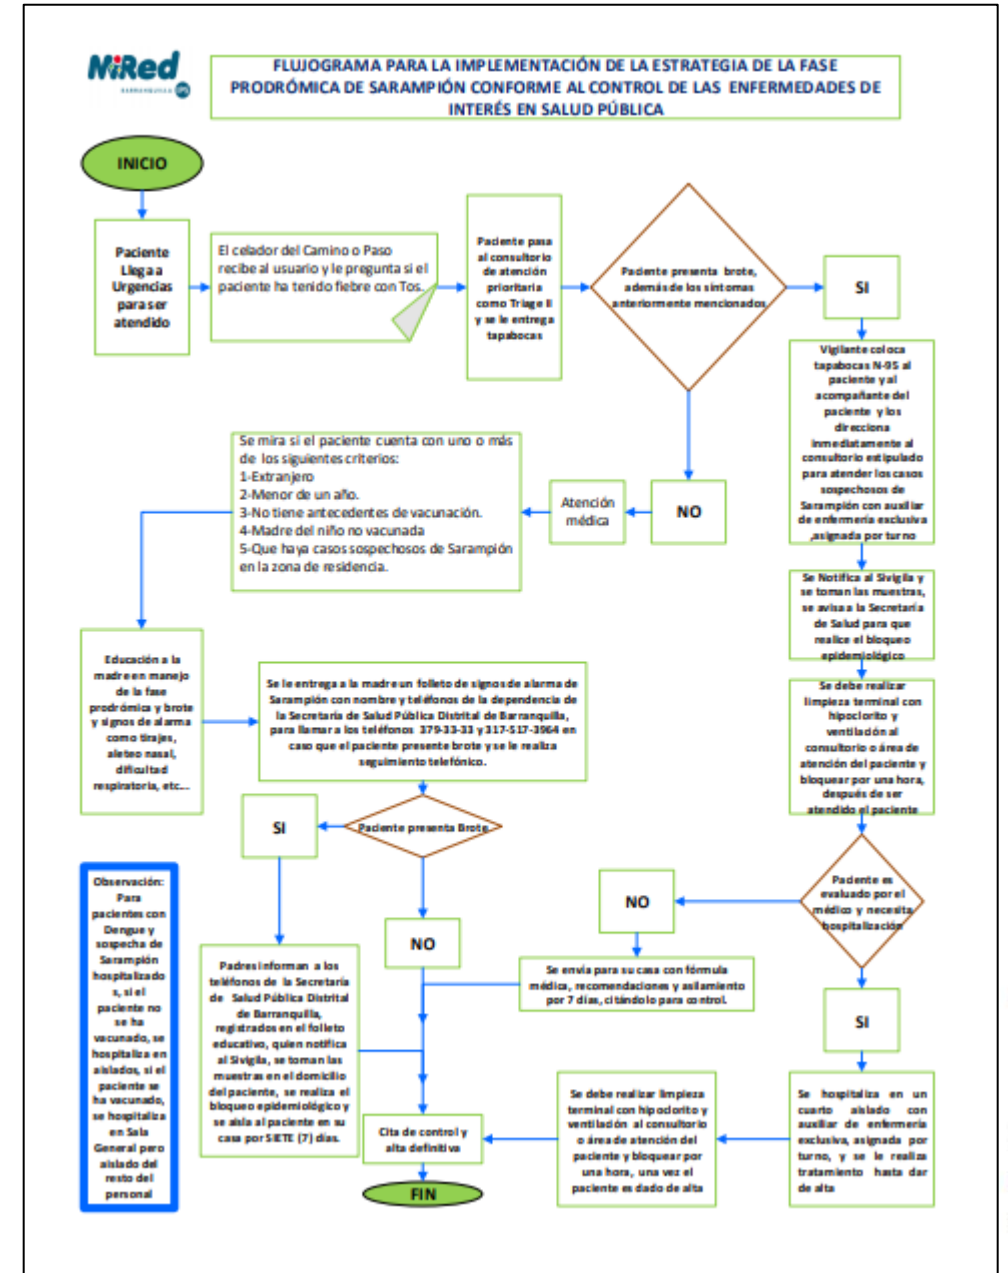 MiRed
BARRANQUILLA IPS
FLUJOGRAMA PARA LA IMPLEMENTACIÓN DE LA ESTRATEGIA DE LA FASE
PRODRÓMICA DE SARAMPIÓN CONFORME AL CONTROL DE LAS ENFERMEDADES DE
INTERÉS EN SALUD PÚBLICA
INICIO
Paciente
Llega a
Urgencias
para ser
atendido
El celador del Camino o Paso
recibe al usuario y le pregunta si el
paciente ha tenido fiebre con Tos.
Paciente pasa
al consultorio
de atención
prioritaria
como Triage II
y se le entrega
tapabocas
Paciente presenta brote,
además de los síntomas
anteriormente mencionados
SI
Vigilante coloca
tapabocas N-95 al
paciente y al
acompañante del
paciente y los
direcciona
inmediatamente al
consultorio estipulado
para atender los casos
sospechosos de
Sarampión con auxiliar
de enfermería exclusiva
,asignada por turno
NO
Atención
médica
Se mira si el paciente cuenta con uno o más
de los siguientes criterios:
1-Extranjero
2-Menor de un año.
3-No tiene antecedentes de vacunación.
4-Madre del niño no vacunada
5-Que haya casos sospechosos de Sarampión
en la zona de residencia.
Se Notifica al Sivigila y
se toman las muestras,
se avisa a la Secretaría
de Salud para que
realice el bloqueo
epidemiológico
Educación a la
madre en manejo
de la fase
prodrómica y brote
y signos de alarma
como tirajes,
aleteo nasal,
dificultad
respiratoria, etc...
Se le entrega a la madre un folleto de signos de alarma de
Sarampión con nombre y teléfonos de la dependencia de
la Secretaría de Salud Pública Distrital de Barranquilla,
para llamar a los teléfonos 379-33-33 y 317-517-3964 en
caso que el paciente presente brote y se le realiza
seguimiento telefónico.
Se debe realizar
limpieza terminal con
hipoclorito y
ventilación al
consultorio o área de
atención del paciente y
bloquear por una hora,
después de ser
atendido el paciente
SI
Paciente presenta Brote
NO
Paciente es
evaluado por el
médico y necesita
hospitalización
NO
Se envía para su casa con fórmula
médica, recomendaciones y asilamiento
por 7 días, citándolo para control.
SI
Observación:
Para
pacientes con
Dengue y
sospecha de
Sarampión
hospitalizado
s, si el
paciente no
se ha
vacunado, se
hospitaliza en
aislados, si el
paciente se
ha vacunado,
se hospitaliza
en Sala
General pero
aislado del
resto del
personal
Padres informan a los
teléfonos de la Secretaría
de Salud Pública Distrital
de Barranquilla,
registrados en el folleto
educativo, quien notifica
al Sivigila, se toman las
muestras en el domicilio
del paciente, se realiza el
bloqueo epidemiológico y
se aisla al paciente en su
casa por SIETE (7) días.
Cita de control y
alta definitiva
Se debe realizar limpieza
terminal con hipoclorito y
ventilación al consultorio
o área de atención del
paciente y bloquear por
una hora, una vez el
paciente es dado de alta
Se hospitaliza en un
cuarto aislado con
auxiliar de enfermería
exclusiva, asignada por
turno, y se le realiza
tratamiento hasta dar
de alta
FIN